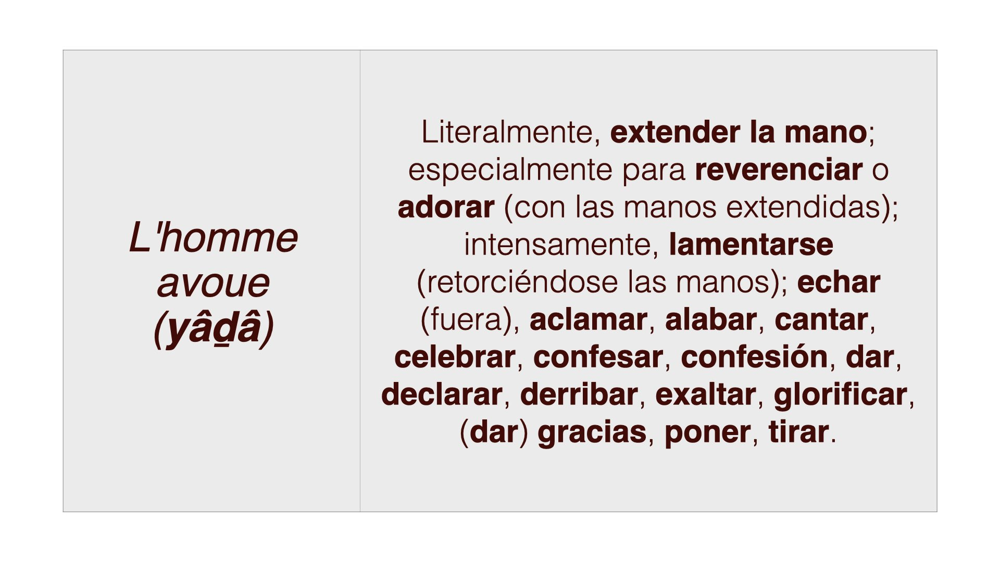 L'homme
avoue
(yâḏâ)
Literalmente, extender la mano;
especialmente para reverenciar o
adorar (con las manos extendidas);
intensamente, lamentarse
(retorciéndose las manos); echar
(fuera), aclamar, alabar, cantar,
celebrar, confesar, confesión, dar,
declarar, derribar, exaltar, glorificar,
(dar) gracias, poner, tirar.